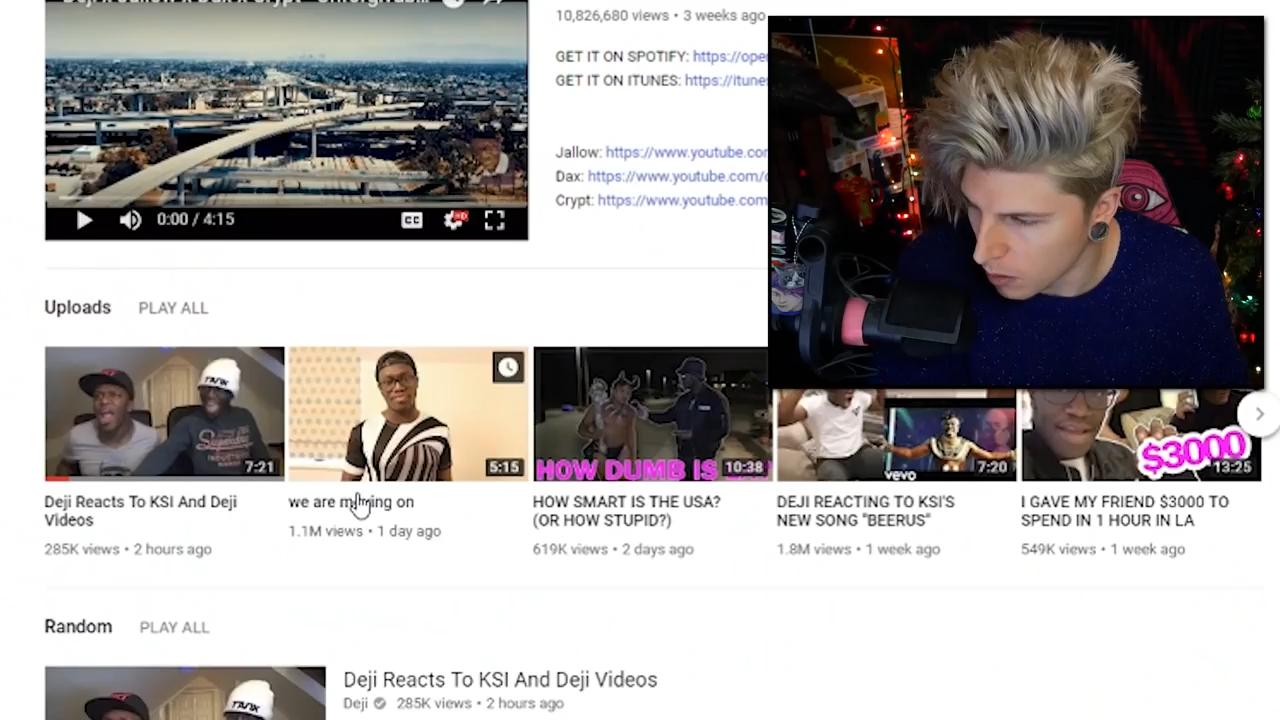 10,826,680 views • 3 weeks ago
GET IT ON SPOTIFY: https://ope
GET IT ON ITUNES: https://itune
Jallow: https://www.youtube.co
Dax: https://www.youtube.com/
Crypt: https://www.youtube.com
0:00 / 4:15
CC
HD
Uploads PLAY ALL
TANK
7:21
5:15
HOW DUMB IS
10:38
vevo
7:20
$3000
13:25
Deji Reacts To KSI And Deji
Videos
285K views • 2 hours ago
we are moving on
1.1M views • 1 day ago
HOW SMART IS THE USA?
(OR HOW STUPID?)
619K views • 2 days ago
DEJI REACTING TO KSI'S
NEW SONG "BEERUS"
1.8M views • 1 week ago
I GAVE MY FRIEND $3000 TO
SPEND IN 1 HOUR IN LA
549K views • 1 week ago
Random PLAY ALL
TANK
Deji Reacts To KSI And Deji Videos
Deji 285K views • 2 hours ago